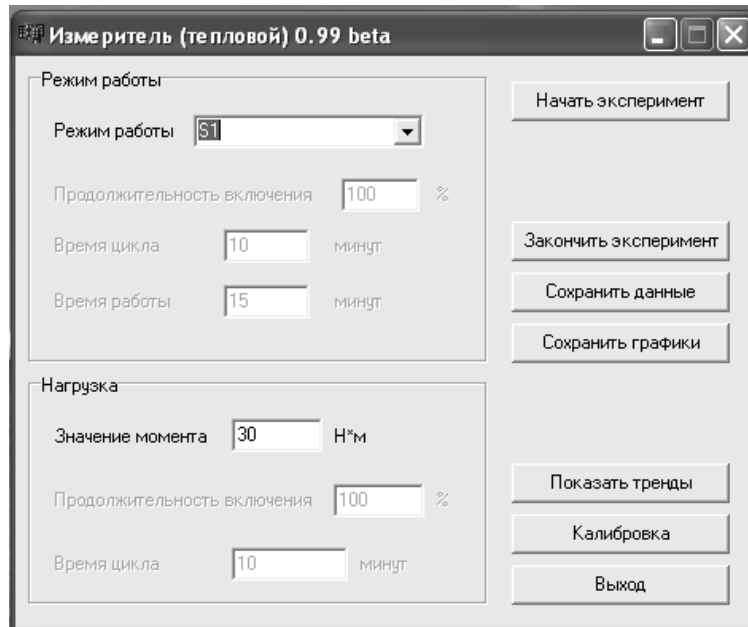 Измеритель (тепловой) 0.99 beta
Режим работы
Режим работы S1
Продолжительность включения 100 %
Время цикла 10 минут
Время работы 15 минут
Нагрузка
Значение момента 30 Н*м
Продолжительность включения 100 %
Время цикла 10 минут
Начать эксперимент
Закончить эксперимент
Сохранить данные
Сохранить графики
Показать тренды
Калибровка
Выход